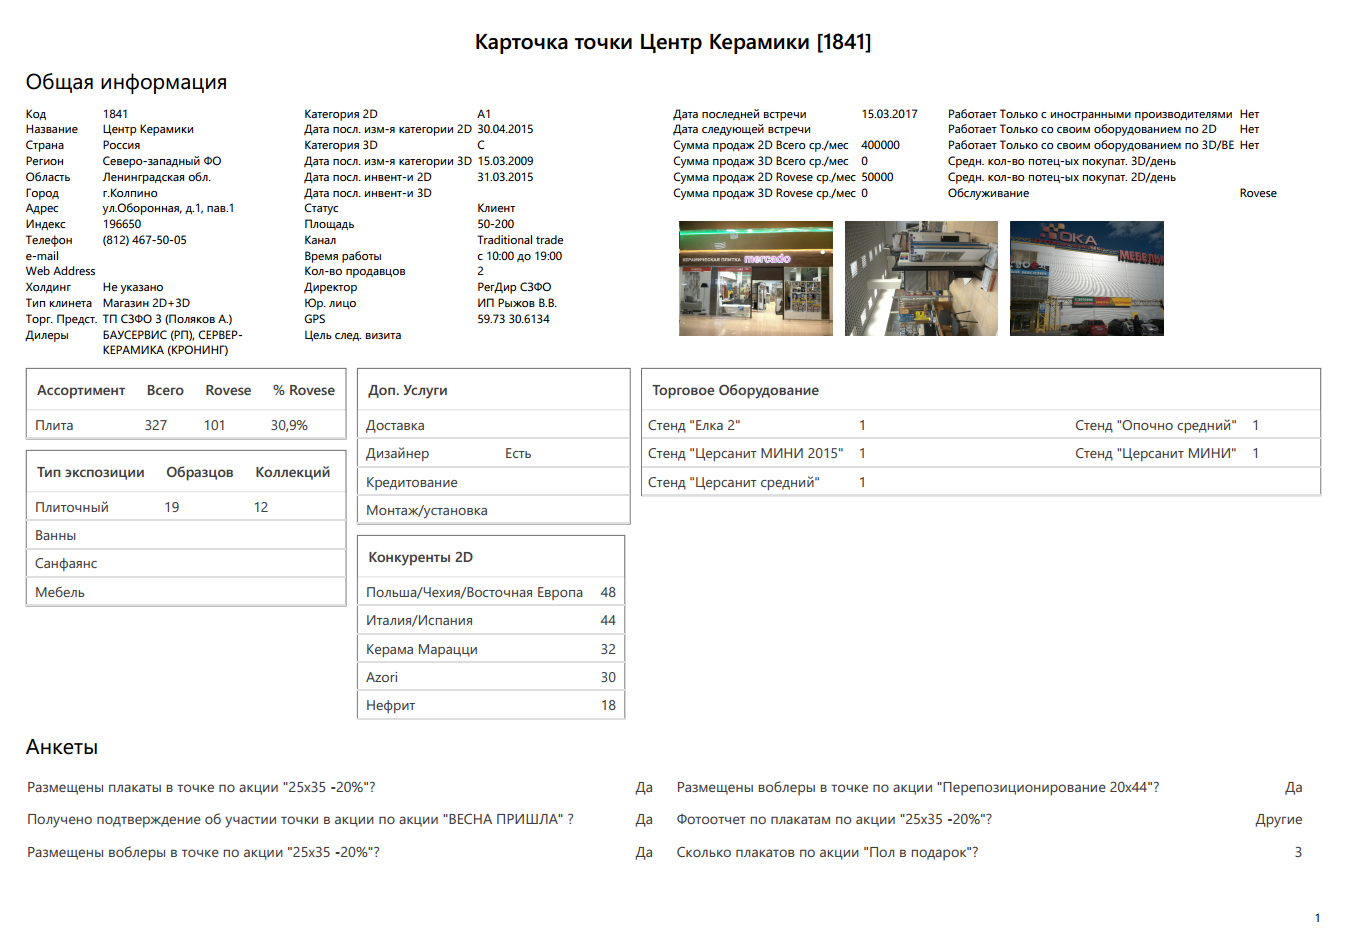 Карточка точки Центр Керамики [1841]
Общая информация
Код 1841
Название Центр Керамики
Страна Россия
Регион Северо-западный ФО
Область Ленинградская обл.
Город г.Колпино
Адрес ул.Оборонная, д.1, пав.1
Индекс 196650
Телефон (812) 467-50-05
e-mail
Web Address
Холдинг Не указано
Тип клинета Магазин 2D+3D
Торг. Предст. ТП СЗФО 3 (Поляков А.)
Дилеры БАУСЕРВИС (РП), СЕРВЕР-
КЕРАМИКА (КРОНИНГ)
Категория 2D A1
Дата посл. изм-я категории 2D 30.04.2015
Категория 3D C
Дата посл. изм-я категории 3D 15.03.2009
Дата посл. инвент-и 2D 31.03.2015
Дата посл. инвент-и 3D
Статус Клиент
Площадь 50-200
Канал Traditional trade
Время работы с 10:00 до 19:00
Кол-во продавцов 2
Директор РегДир СЗФО
Юр. лицо ИП Рыжов В.В.
GPS 59.73 30.6134
Цель след. визита
Дата последней встречи 15.03.2017
Дата следующей встречи
Сумма продаж 2D Всего ср./мес 400000
Сумма продаж 3D Всего ср./мес 0
Сумма продаж 2D Rovese ср./мес 50000
Сумма продаж 3D Rovese ср./мес 0
Работает Только с иностранными производителями Нет
Работает Только со своим оборудованием по 2D Нет
Работает Только со своим оборудованием по 3D/BE Нет
Средн. кол-во потец-ых покупат. 3D/день
Средн. кол-во потец-ых покупат. 2D/день
Обслуживание Rovese
КЕРАМИЧЕСКАЯ ПЛИТКА mercado
ОКА
МЕБЕЛЬ
Ассортимент Всего Rovese % Rovese
Плита 327 101 30,9%
Тип экспозиции Образцов Коллекций
Плиточный 19 12
Ванны
Санфаянс
Мебель
Доп. Услуги
Доставка
Дизайнер Есть
Кредитование
Монтаж/установка
Конкуренты 2D
Польша/Чехия/Восточная Европа 48
Италия/Испания 44
Керама Марацци 32
Azori 30
Нефрит 18
Торговое Оборудование
Стенд "Елка 2" 1 Стенд "Опочно средний" 1
Стенд "Церсанит МИНИ 2015" 1 Стенд "Церсанит МИНИ" 1
Стенд "Церсанит средний" 1
Анкеты
Размещены плакаты в точке по акции "25x35 -20%"? Да Размещены воблеры в точке по акции "Перепозиционирование 20x44"? Да
Получено подтверждение об участии точки в акции по акции "ВЕСНА ПРИШЛА" ? Да Фотоотчет по плакатам по акции "25x35 -20%"? Другие
Размещены воблеры в точке по акции "25x35 -20%"? Да Сколько плакатов по акции "Пол в подарок"? 3
1